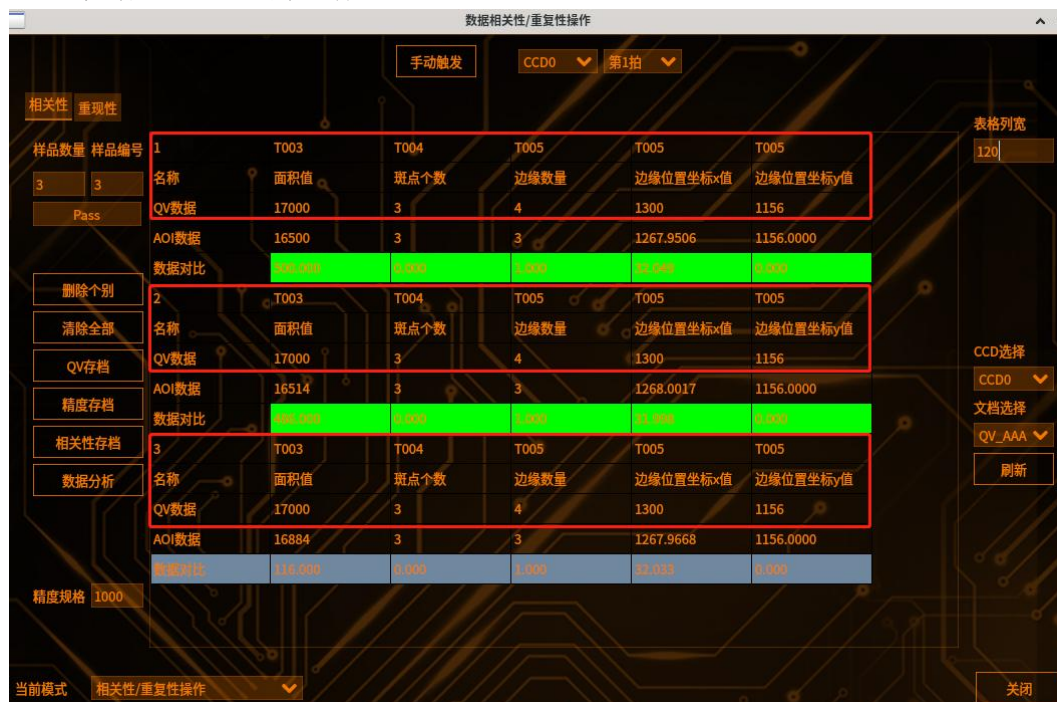 数据相关性/重复性操作
手动触发 CCD0 第1拍
相关性 重现性
表格列宽
120
样品数量 样品编号
3 3
Pass
1 T003 T004 T005 T005 T005
名称 面积值 斑点个数 边缘数量 边缘位置坐标x值 边缘位置坐标y值
QV数据 17000 3 4 1300 1156
AOI数据 16500 3 3 1267.9506 1156.0000
数据对比 500.000 0.000 1.000 32.049 0.000
2 T003 T004 T005 T005 T005
名称 面积值 斑点个数 边缘数量 边缘位置坐标x值 边缘位置坐标y值
QV数据 17000 3 4 1300 1156
AOI数据 16514 3 3 1268.0017 1156.0000
数据对比 486.000 0.000 1.000 31.998 0.000
3 T003 T004 T005 T005 T005
名称 面积值 斑点个数 边缘数量 边缘位置坐标x值 边缘位置坐标y值
QV数据 17000 3 4 1300 1156
AOI数据 16884 3 3 1267.9668 1156.0000
数据对比 116.000 0.000 1.000 32.033 0.000
删除个别
清除全部
QV存档
精度存档
相关性存档
数据分析
CCD选择
CCD0
文档选择
QV_AAA
刷新
精度规格 1000
当前模式 相关性/重复性操作
关闭